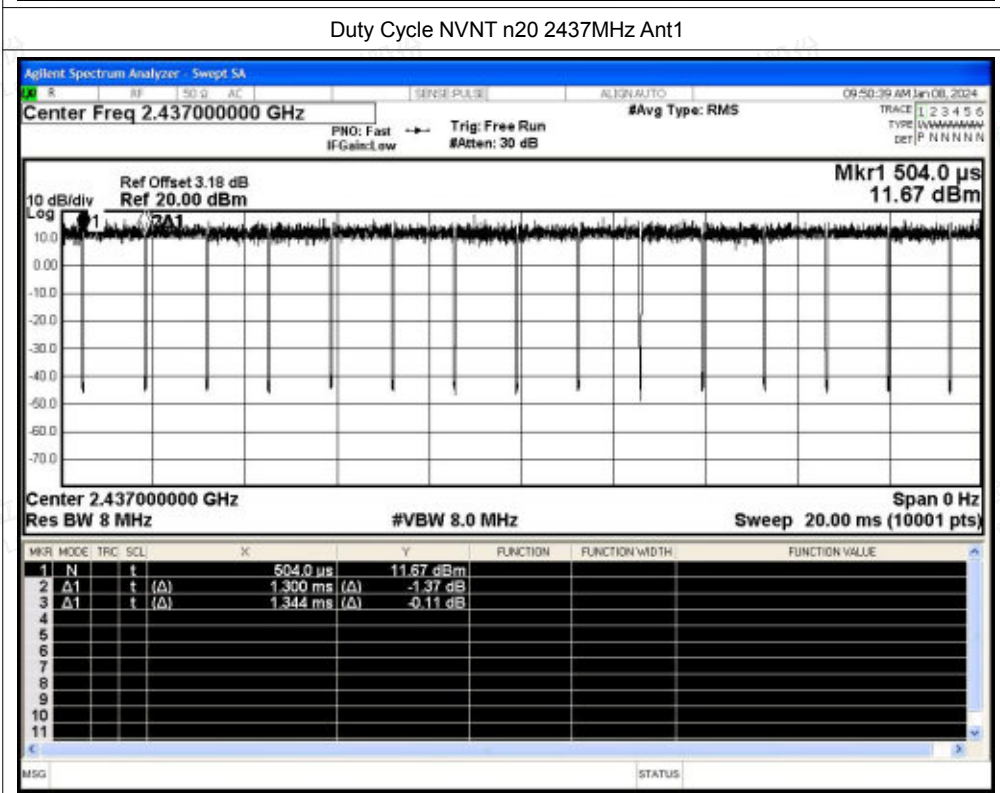 Duty Cycle NVNT n20 2437MHz Ant1
Agilent Spectrum Analyzer - Swept SA
R RF 50 Ω AC SENSE:PULSE ALIGN AUTO 09:50:39 AM Jan 08, 2024
Center Freq 2.437000000 GHz #Avg Type: RMS TRACE 1 2 3 4 5 6
PNO: Fast Trig: Free Run TYPE WWWWWWWW
IFGain:Low #Atten: 30 dB DET P N N N N N
Mkr1 504.0 µs
Ref Offset 3.18 dB
10 dB/div Ref 20.00 dBm 11.67 dBm
Log
1 3Δ1
10.0
0.00
-10.0
-20.0
-30.0
-40.0
-50.0
-60.0
-70.0
Center 2.437000000 GHz Span 0 Hz
Res BW 8 MHz #VBW 8.0 MHz Sweep 20.00 ms (10001 pts)
MKR MODE TRC SCL X Y FUNCTION FUNCTION WIDTH FUNCTION VALUE
1 N t 504.0 µs 11.67 dBm
2 Δ1 t (Δ) 1.300 ms (Δ) -1.37 dB
3 Δ1 t (Δ) 1.344 ms (Δ) -0.11 dB
4
5
6
7
8
9
10
11
MSG STATUS